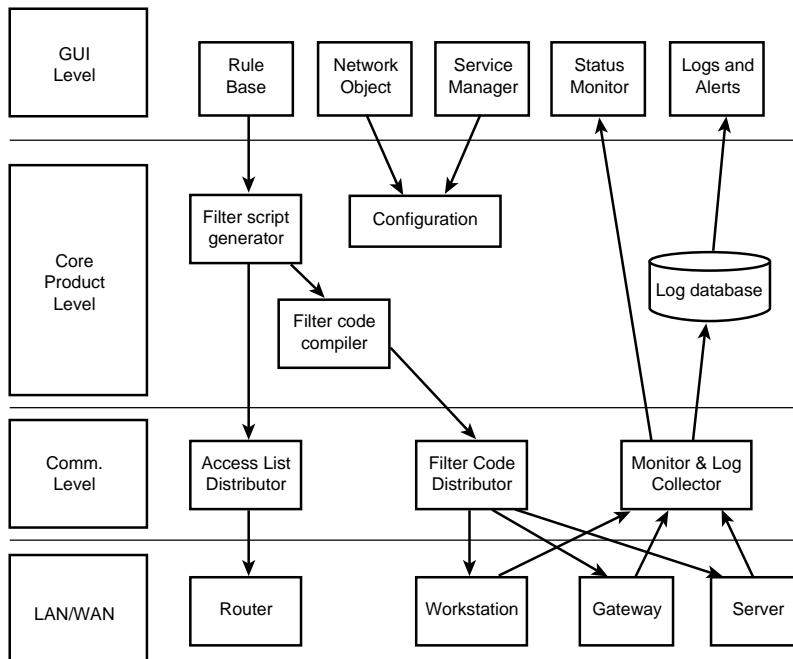 GUI
Level
Rule
Base
Network
Object
Service
Manager
Status
Monitor
Logs and
Alerts
Core
Product
Level
Filter script
generator
Configuration
Filter code
compiler
Log database
Comm.
Level
Access List
Distributor
Filter Code
Distributor
Monitor & Log
Collector
LAN/WAN
Router
Workstation
Gateway
Server